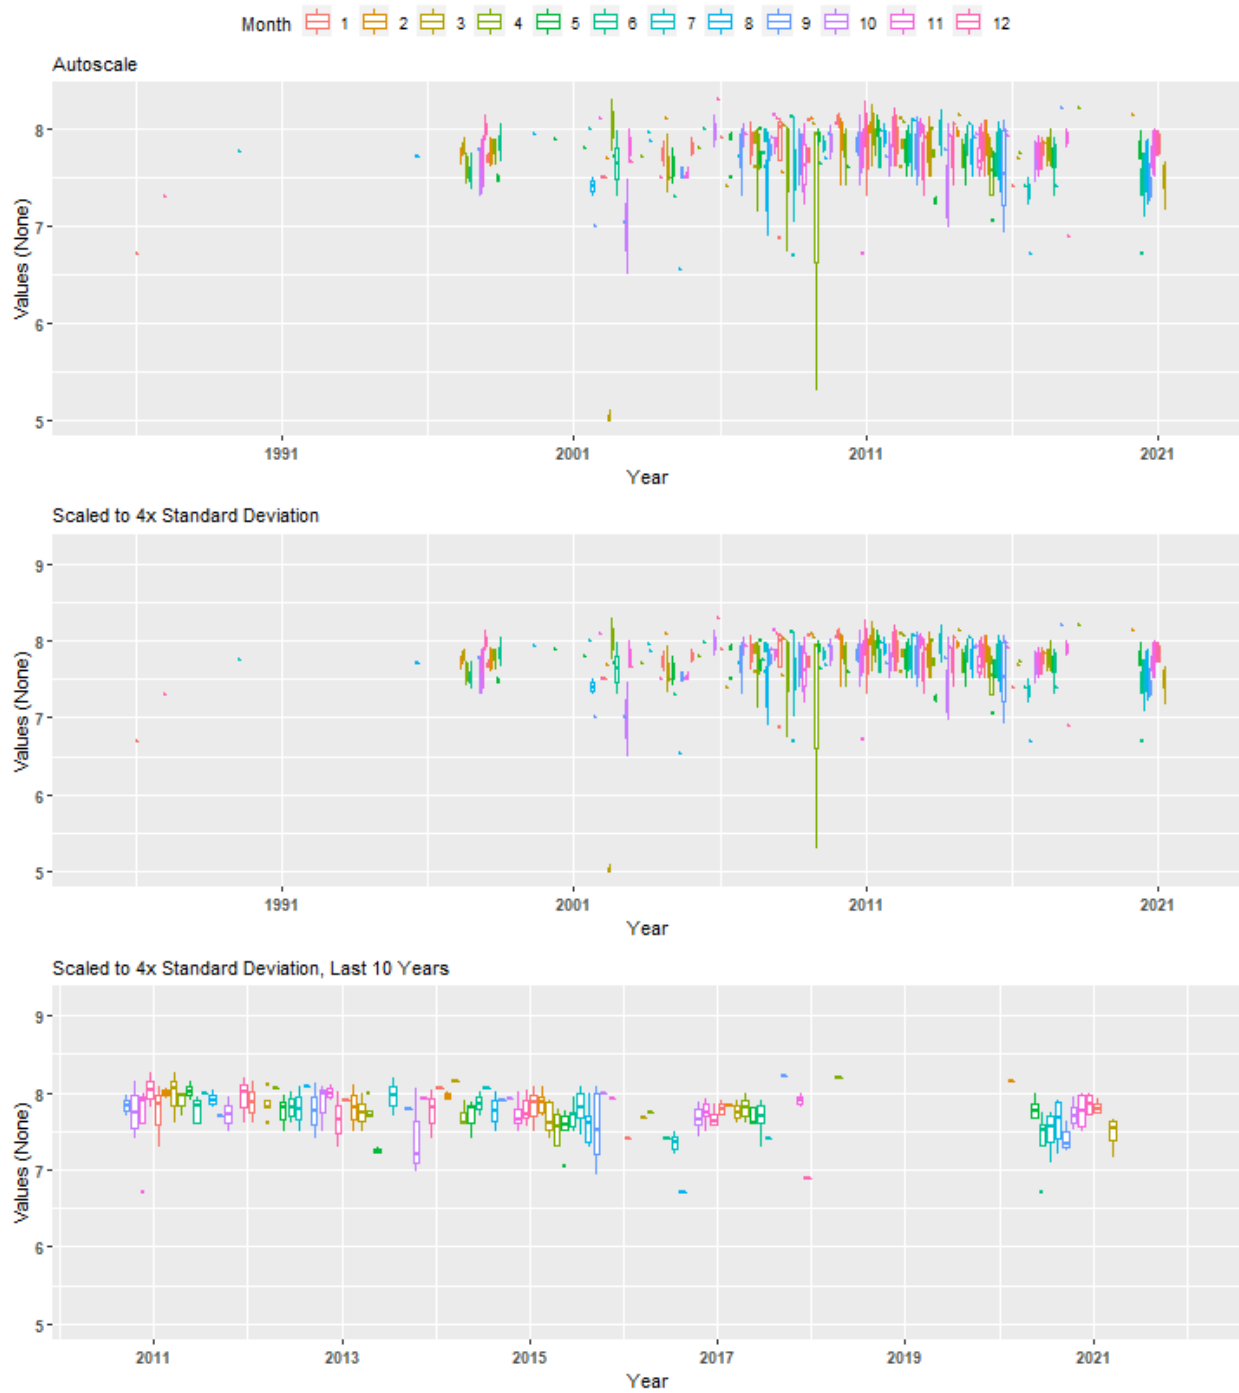 Month 1 2 3 4 5 6 7 8 9 10 11 12
Autoscale
Values (None)
8
7
6
5
1991 2001 2011 2021
Year
Scaled to 4x Standard Deviation
Values (None)
9
8
7
6
5
1991 2001 2011 2021
Year
Scaled to 4x Standard Deviation, Last 10 Years
Values (None)
9
8
7
6
5
2011 2013 2015 2017 2019 2021
Year